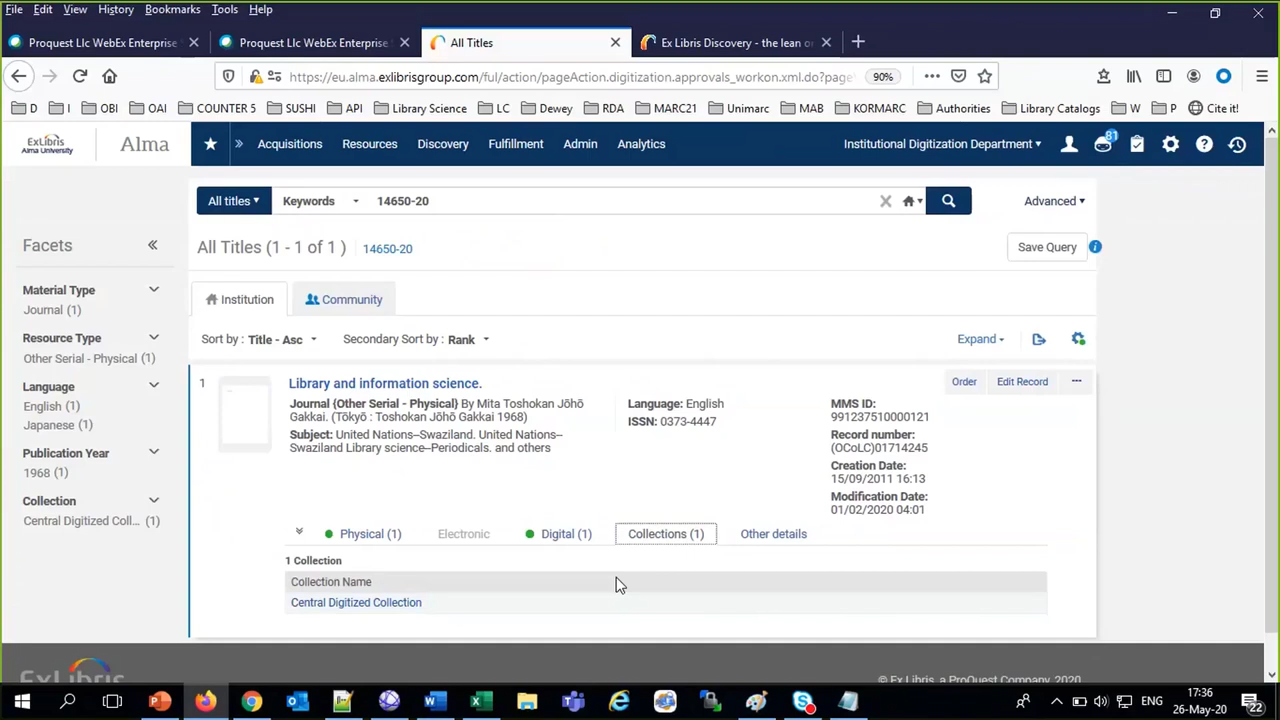 File Edit View History Bookmarks Tools Help
Proquest Llc WebEx Enterprise Proquest Llc WebEx Enterprise All Titles Ex Libris Discovery - the lean o
https://eu.alma.exlibrisgroup.com/ful/action/pageAction.digitization.approvals_workon.xml.do?page 90%
D I OBI OAI COUNTER 5 SUSHI API Library Science LC Dewey RDA MARC21 Unimarc MAB KORMARC Authorities Library Catalogs W P Cite it!
ExLibris
Alma University
Alma Acquisitions Resources Discovery Fulfillment Admin Analytics Institutional Digitization Department 81
All titles Keywords 14650-20 Advanced
Facets
All Titles (1 - 1 of 1 ) 14650-20 Save Query
Institution Community
Sort by : Title - Asc Secondary Sort by : Rank Expand
Material Type
Journal (1)
Resource Type
Other Serial - Physical (1)
Language
English (1)
Japanese (1)
Publication Year
1968 (1)
Collection
Central Digitized Coll... (1)
1 Library and information science. Order Edit Record
Journal {Other Serial - Physical} By Mita Toshokan Jōhō
Gakkai. (Tōkyō : Toshokan Jōhō Gakkai 1968)
Subject: United Nations--Swaziland. United Nations--
Swaziland Library science--Periodicals. and others
Language: English
ISSN: 0373-4447
MMS ID:
991237510000121
Record number:
(OCoLC)01714245
Creation Date:
15/09/2011 16:13
Modification Date:
01/02/2020 04:01
Physical (1) Electronic Digital (1) Collections (1) Other details
1 Collection
Collection Name
Central Digitized Collection
ExLibris
© Ex Libris, a ProQuest Company, 2020
ENG
17:36
26-May-20
22